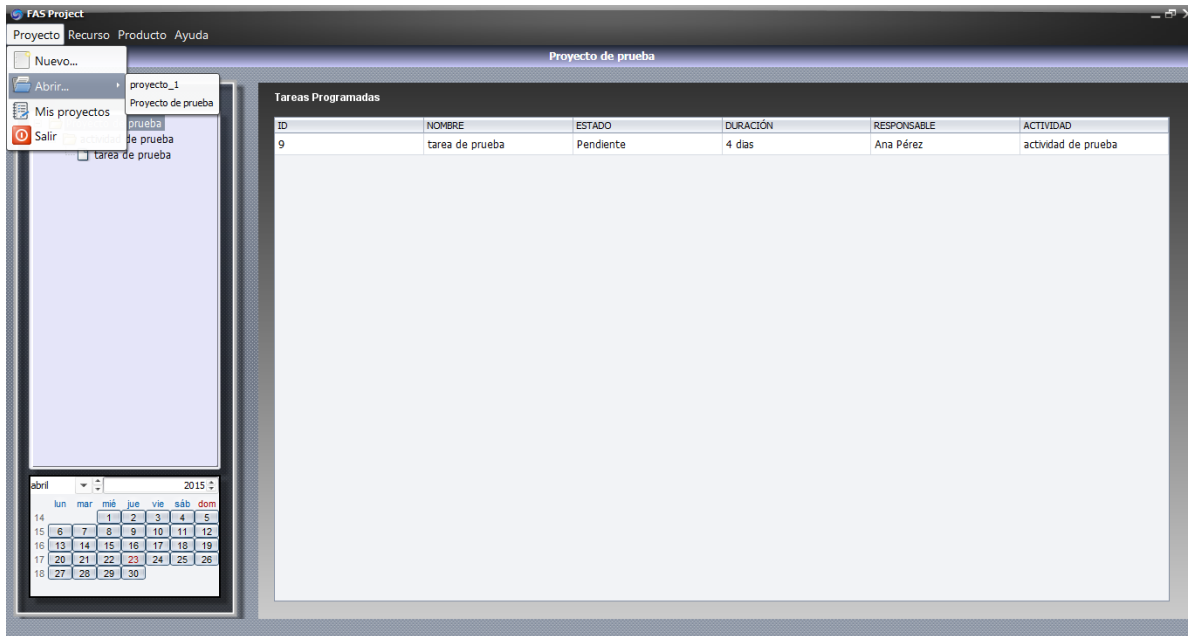 FAS Project
Proyecto Recurso Producto Ayuda
Proyecto de prueba
Nuevo...
Abrir...
proyecto_1
Proyecto de prueba
Mis proyectos
Salir
prueba
de prueba
tarea de prueba
Tareas Programadas
ID NOMBRE ESTADO DURACIÓN RESPONSABLE ACTIVIDAD
9 tarea de prueba Pendiente 4 dias Ana Pérez actividad de prueba
abril 2015
lun mar mié jue vie sáb dom
14 1 2 3 4 5
15 6 7 8 9 10 11 12
16 13 14 15 16 17 18 19
17 20 21 22 23 24 25 26
18 27 28 29 30